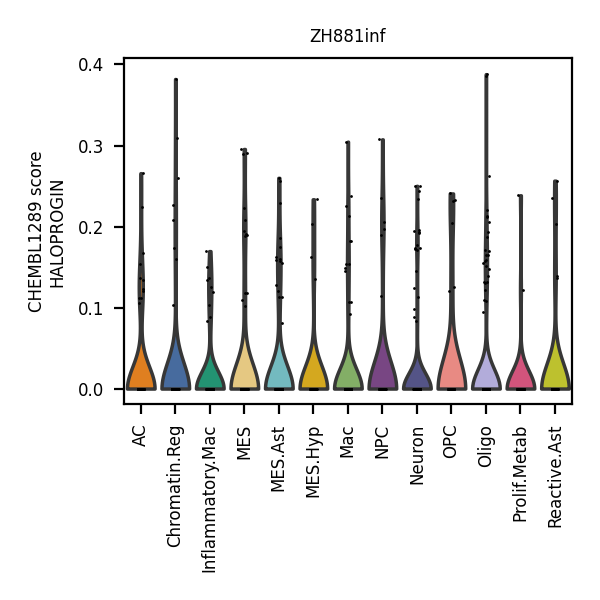 ZH881inf
CHEMBL1289 score
HALOPROGIN
0.4
0.3
0.2
0.1
0.0
AC
Chromatin.Reg
Inflammatory.Mac
MES
MES.Ast
MES.Hyp
Mac
NPC
Neuron
OPC
Oligo
Prolif.Metab
Reactive.Ast